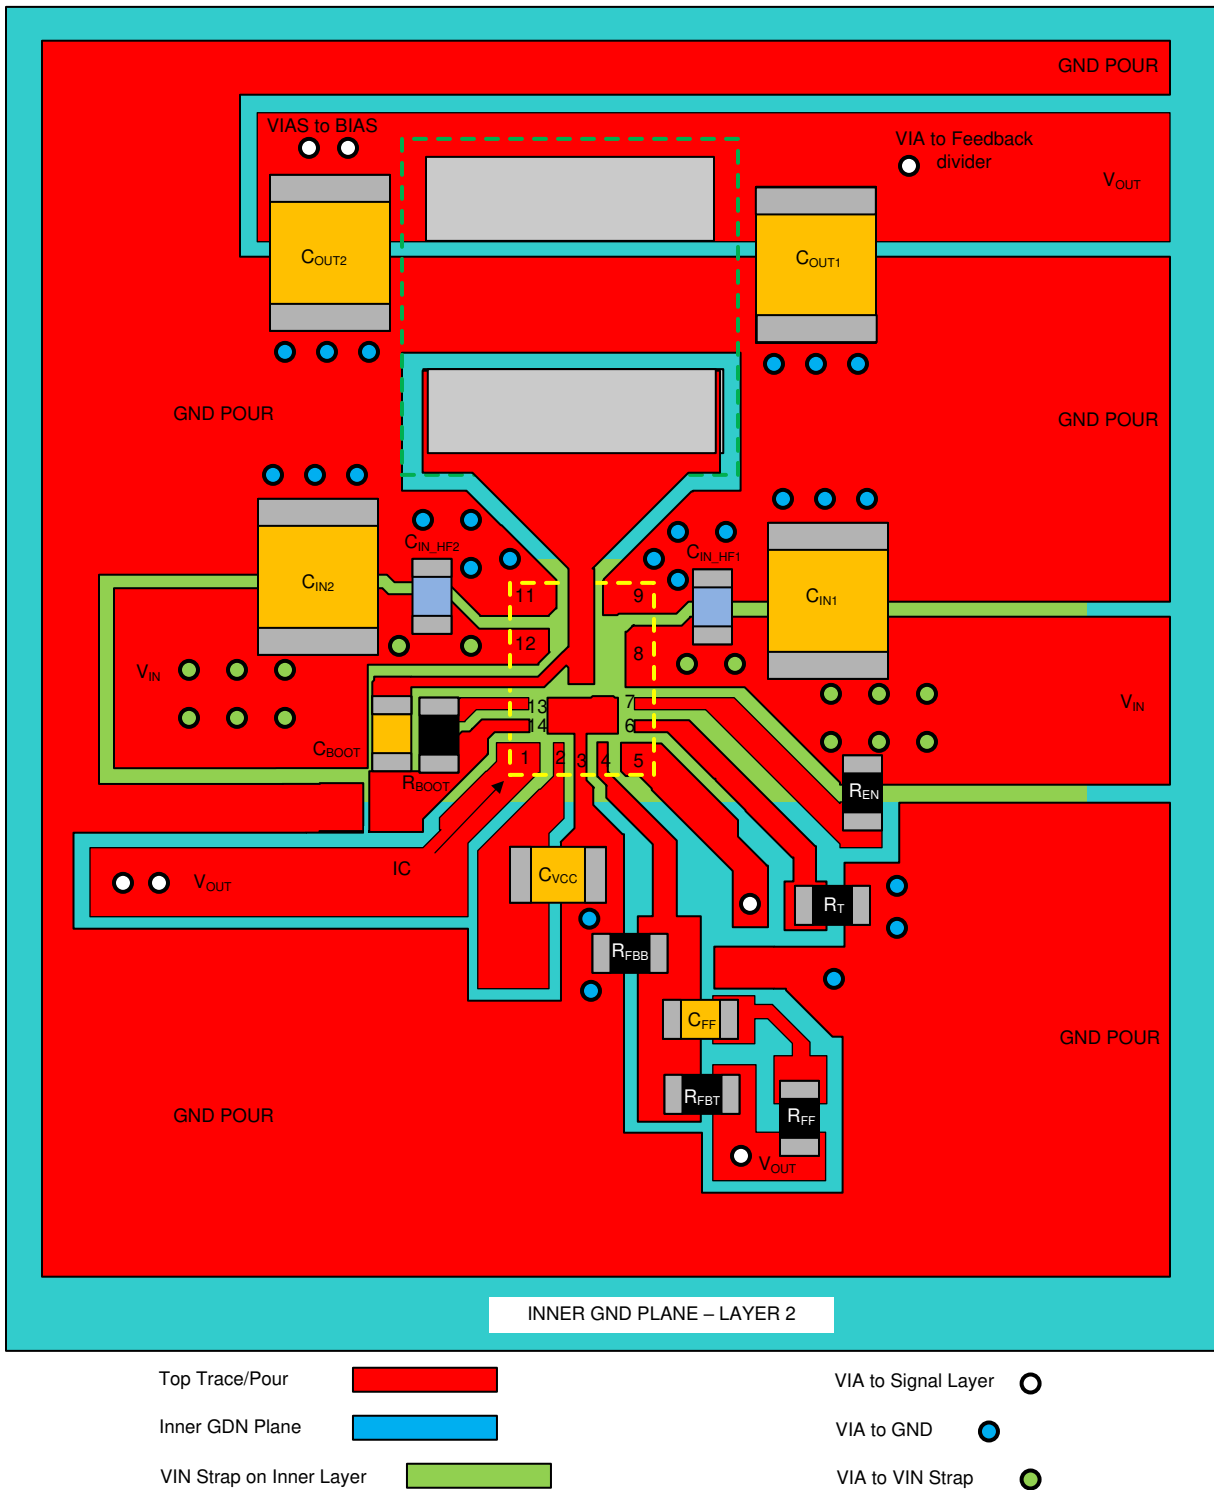 GND POUR
VIAS to BIAS
VIA to Feedback
divider
VOUT
COUT2
COUT1
GND POUR
GND POUR
CIN_HF2
CIN_HF1
CIN2
11
9
CIN1
12
8
VIN
VIN
13
7
14
6
CBOOT
RBOOT
1
2
3
4
5
REN
IC
VOUT
CVCC
RT
RFBB
CFF
GND POUR
RFBT
RFF
GND POUR
VOUT
INNER GND PLANE – LAYER 2
Top Trace/Pour
VIA to Signal Layer
Inner GDN Plane
VIA to GND
VIN Strap on Inner Layer
VIA to VIN Strap